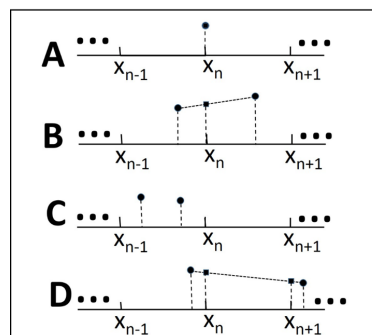 A
X_{n-1} X_n X_{n+1}
B
X_{n-1} X_n X_{n+1}
C
X_{n-1} X_n X_{n+1}
D
X_{n-1} X_n X_{n+1}